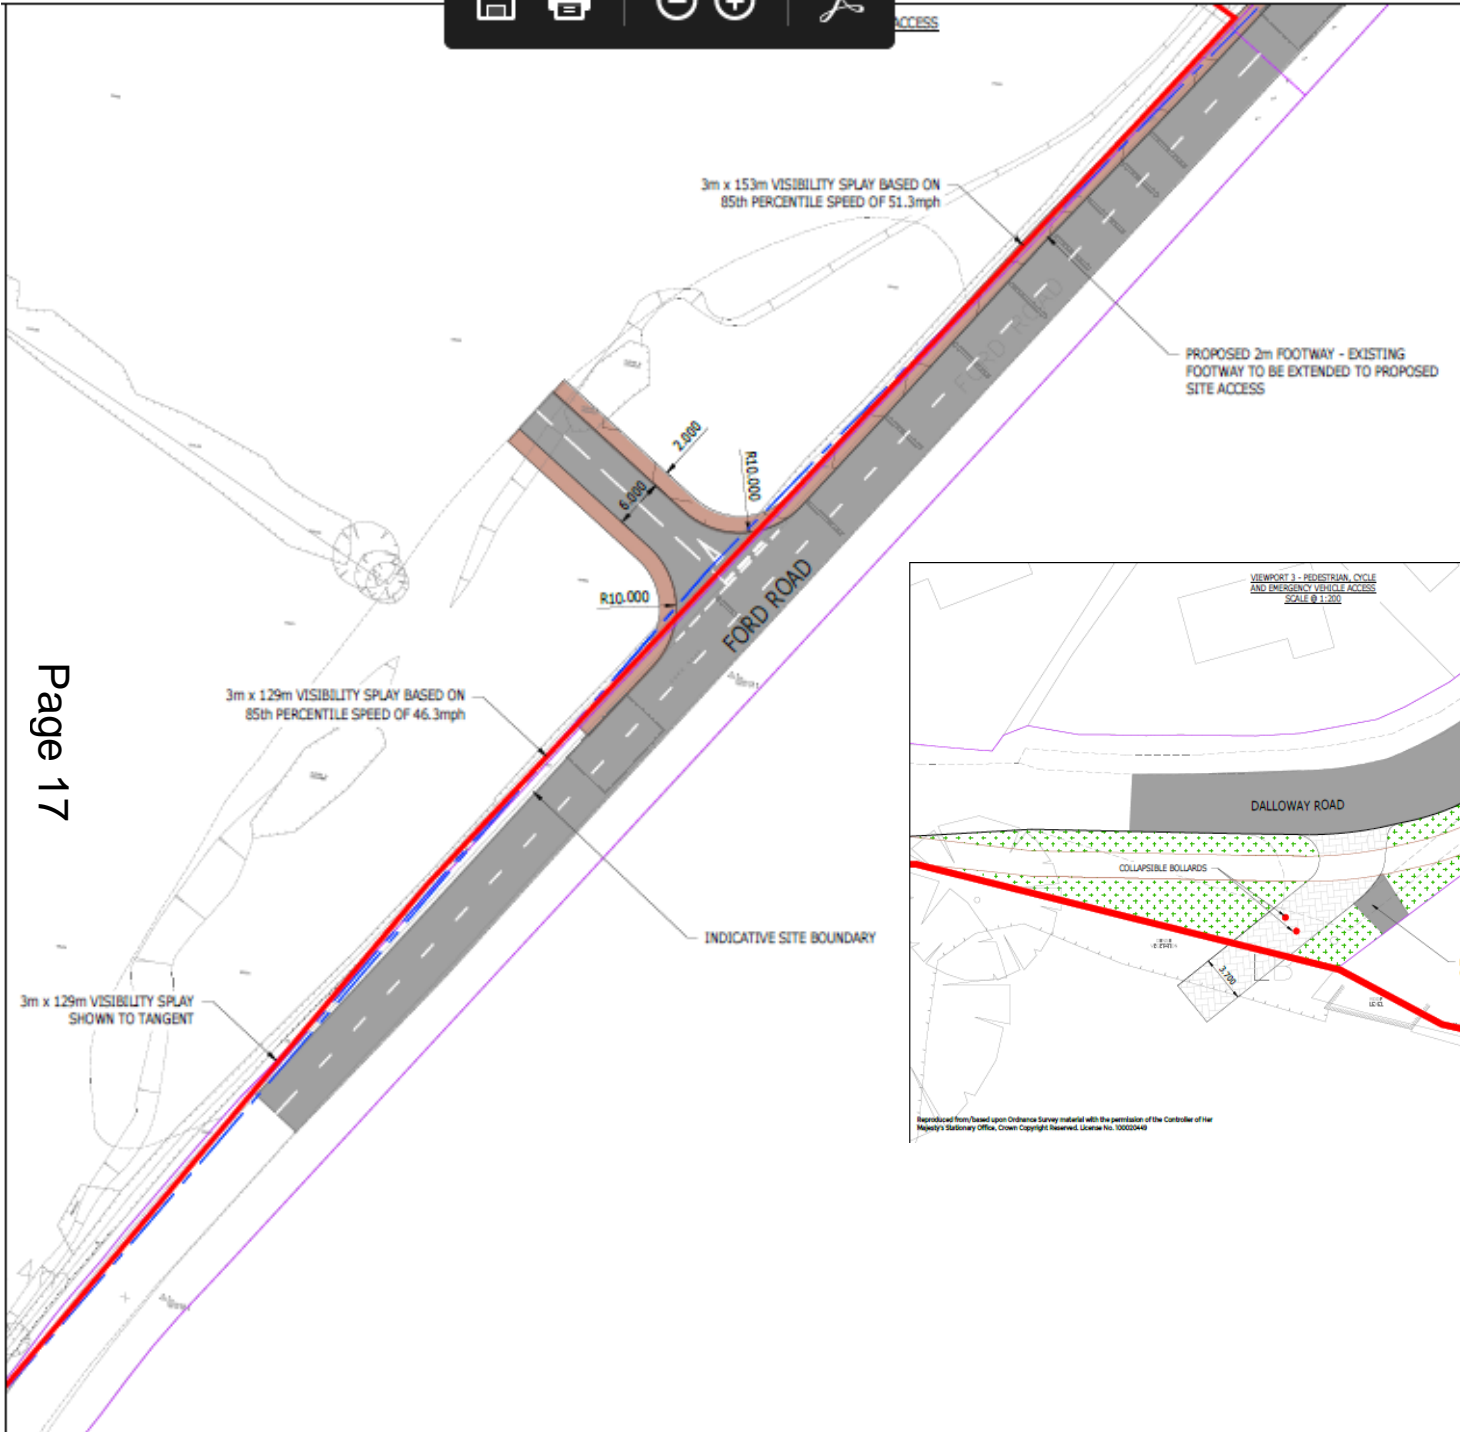 ACCESS
3m x 153m VISIBILITY SPLAY BASED ON
85th PERCENTILE SPEED OF 51.3mph
FORD ROAD
PROPOSED 2m FOOTWAY - EXISTING
FOOTWAY TO BE EXTENDED TO PROPOSED
SITE ACCESS
2.000
R10.000
6.000
R10.000
FORD ROAD
3m x 129m VISIBILITY SPLAY BASED ON
85th PERCENTILE SPEED OF 46.3mph
Page 17
INDICATIVE SITE BOUNDARY
3m x 129m VISIBILITY SPLAY
SHOWN TO TANGENT
VIEWPORT 3 - PEDESTRIAN, CYCLE
AND EMERGENCY VEHICLE ACCESS
SCALE @ 1:200
DALLOWAY ROAD
COLLAPSIBLE BOLLARDS
3.700
Reproduced from/based upon Ordnance Survey material with the permission of the Controller of Her
Majesty's Stationary Office, Crown Copyright Reserved. License No. 100020449